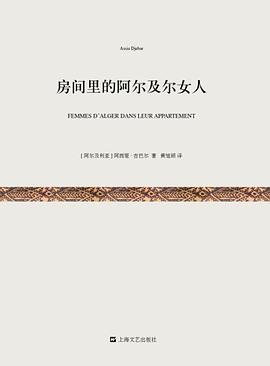 Assia Djebar
房间里的阿尔及尔女人
FEMMES D'ALGER DANS LEUR APPARTEMENT
［阿尔及利亚］阿西娅·吉巴尔 著 黄旭颖 译
上海文艺出版社